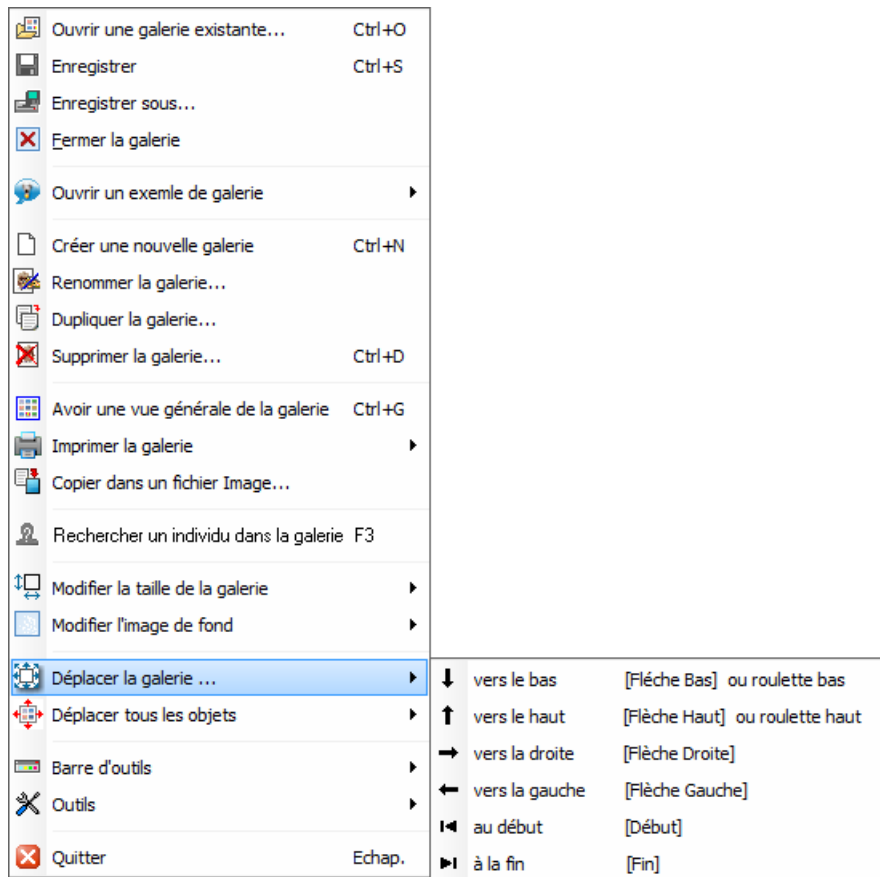 Ouvrir une galerie existante... Ctrl+O
Enregistrer Ctrl+S
Enregistrer sous...
Fermer la galerie
Ouvrir un exemle de galerie
Créer une nouvelle galerie Ctrl+N
Renommer la galerie...
Dupliquer la galerie...
Supprimer la galerie... Ctrl+D
Avoir une vue générale de la galerie Ctrl+G
Imprimer la galerie
Copier dans un fichier Image...
Rechercher un individu dans la galerie F3
Modifier la taille de la galerie
Modifier l'image de fond
Déplacer la galerie ...
Déplacer tous les objets
Barre d'outils
Outils
Quitter Echap.
vers le bas [Fléche Bas] ou roulette bas
vers le haut [Flèche Haut] ou roulette haut
vers la droite [Flèche Droite]
vers la gauche [Flèche Gauche]
au début [Début]
à la fin [Fin]